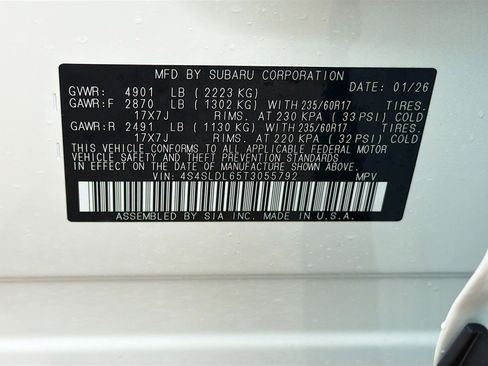 MFD BY SUBARU CORPORATION
GVWR: 4901 LB ( 2223 KG) DATE: 01/26
GAWR:F 2870 LB ( 1302 KG) WITH 235/60R17 TIRES.
17X7J RIMS. AT 230 KPA ( 33 PSI) COLD
GAWR:R 2491 LB ( 1130 KG) WITH 235/60R17 TIRES.
17X7J RIMS. AT 220 KPA ( 32 PSI) COLD
THIS VEHICLE CONFORMS TO ALL APPLICABLE FEDERAL MOTOR
VEHICLE SAFETY AND THEFT PREVENTION STANDARDS IN
EFFECT ON THE DATE OF MANUFACTURE SHOWN ABOVE.
VIN: 4S4SLDL65T3055792 MPV
ASSEMBLED BY SIA INC. MADE IN U.S.A.